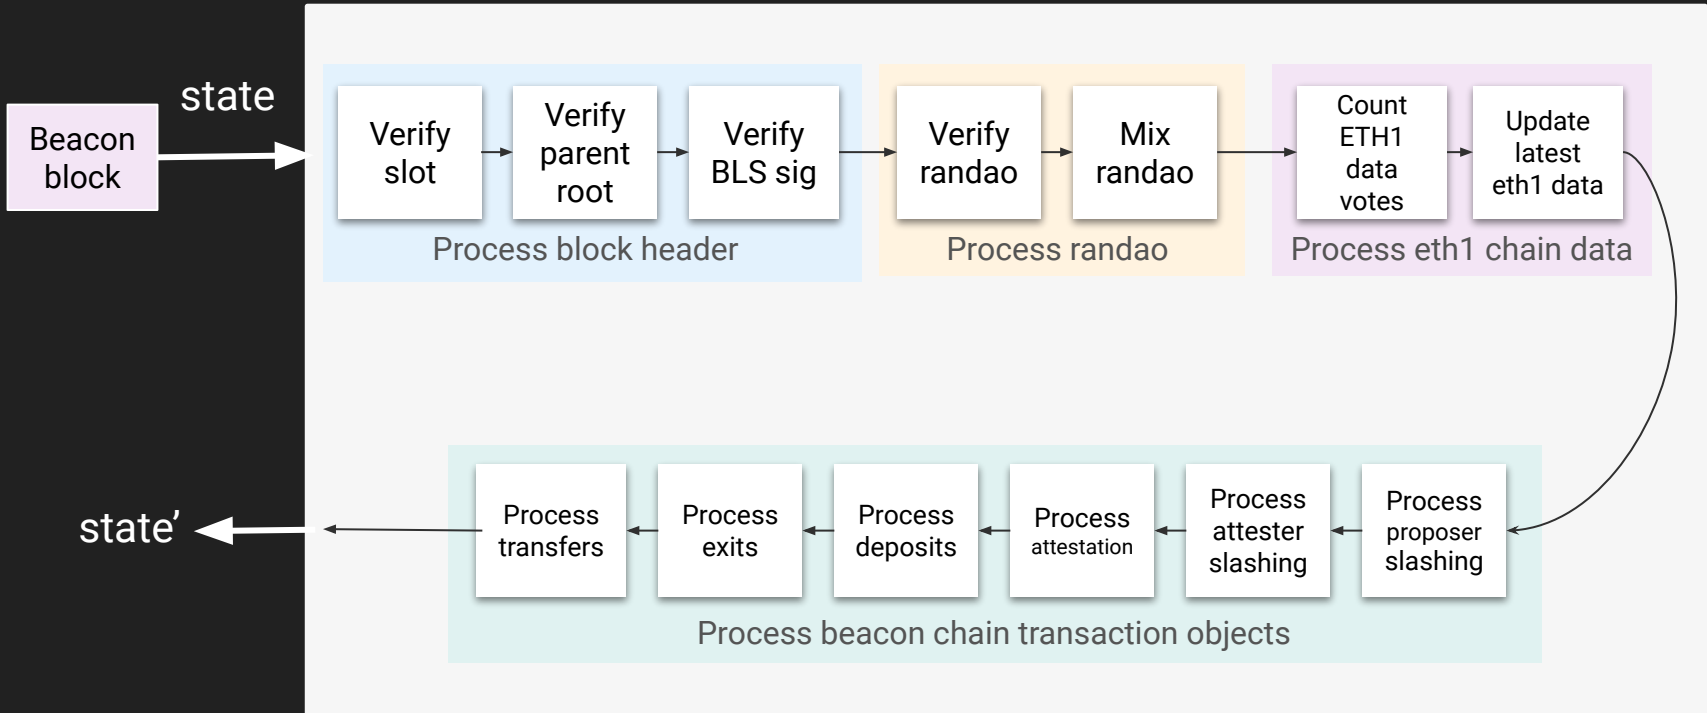 state
Beacon
block
Verify
slot
Verify
parent
root
Verify
BLS sig
Process block header
Verify
randao
Mix
randao
Process randao
Count
ETH1
data
votes
Update
latest
eth1 data
Process eth1 chain data
state’
Process
transfers
Process
exits
Process
deposits
Process
attestation
Process
attester
slashing
Process
proposer
slashing
Process beacon chain transaction objects